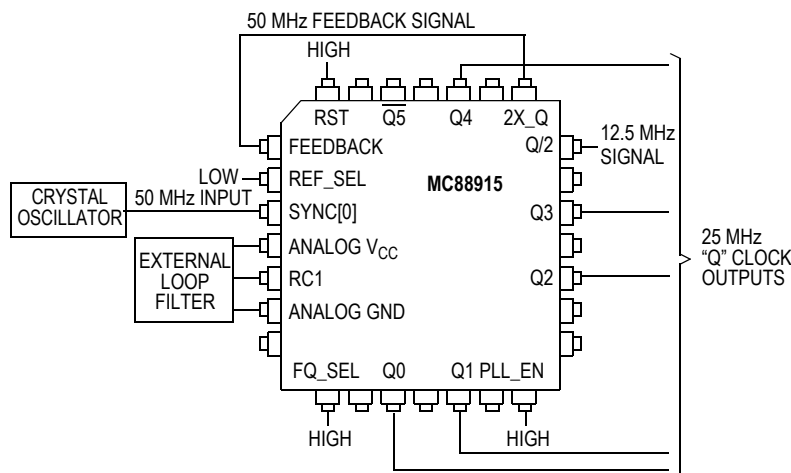 50 MHz FEEDBACK SIGNAL
HIGH
RST
Q5
Q4
2X_Q
FEEDBACK
Q/2
12.5 MHz
SIGNAL
LOW
REF_SEL
MC88915
CRYSTAL
OSCILLATOR
50 MHz INPUT
SYNC[0]
Q3
ANALOG VCC
EXTERNAL
LOOP
FILTER
RC1
Q2
25 MHz
“Q” CLOCK
OUTPUTS
ANALOG GND
FQ_SEL
Q0
Q1
PLL_EN
HIGH
HIGH